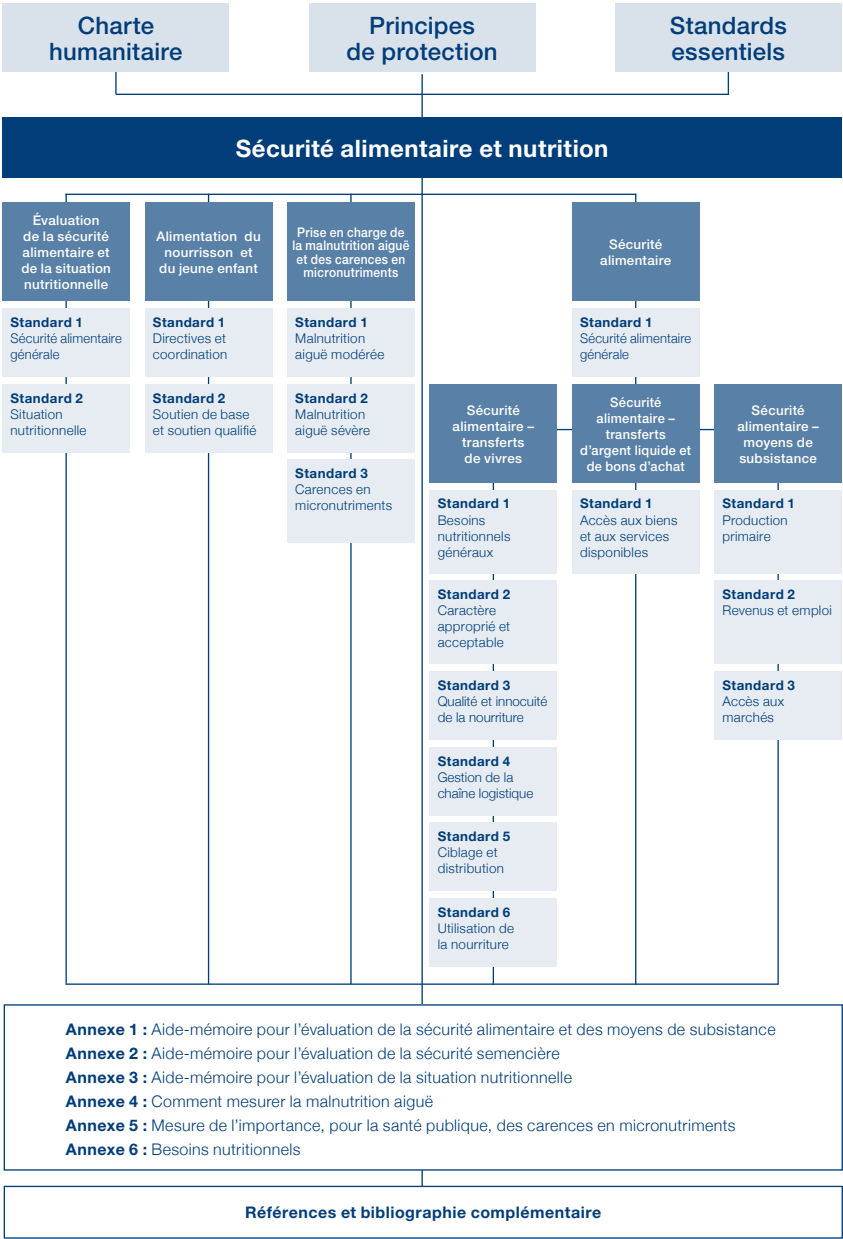 Charte
humanitaire
Principes
de protection
Standards
essentiels
Sécurité alimentaire et nutrition
Évaluation
de la sécurité
alimentaire et
de la situation
nutritionnelle
Standard 1
Sécurité alimentaire
générale
Standard 2
Situation
nutritionnelle
Alimentation du
nourrisson et
du jeune enfant
Standard 1
Directives et
coordination
Standard 2
Soutien de base
et soutien qualifié
Prise en charge de
la malnutrition aiguë
et des carences en
micronutriments
Standard 1
Malnutrition
aiguë modérée
Standard 2
Malnutrition
aiguë sévère
Standard 3
Carences en
micronutriments
Sécurité
alimentaire
Standard 1
Sécurité alimentaire
générale
Sécurité
alimentaire –
transferts
de vivres
Standard 1
Besoins
nutritionnels
généraux
Standard 2
Caractère
approprié et
acceptable
Standard 3
Qualité et innocuité
de la nourriture
Standard 4
Gestion de la
chaîne logistique
Standard 5
Ciblage et
distribution
Standard 6
Utilisation de
la nourriture
Sécurité
alimentaire –
transferts
d'argent liquide et
de bons d'achat
Standard 1
Accès aux biens
et aux services
disponibles
Sécurité
alimentaire –
moyens de
subsistance
Standard 1
Production
primaire
Standard 2
Revenus et emploi
Standard 3
Accès aux
marchés
Annexe 1 : Aide-mémoire pour l'évaluation de la sécurité alimentaire et des moyens de subsistance
Annexe 2 : Aide-mémoire pour l'évaluation de la sécurité semencière
Annexe 3 : Aide-mémoire pour l'évaluation de la situation nutritionnelle
Annexe 4 : Comment mesurer la malnutrition aiguë
Annexe 5 : Mesure de l'importance, pour la santé publique, des carences en micronutriments
Annexe 6 : Besoins nutritionnels
Références et bibliographie complémentaire